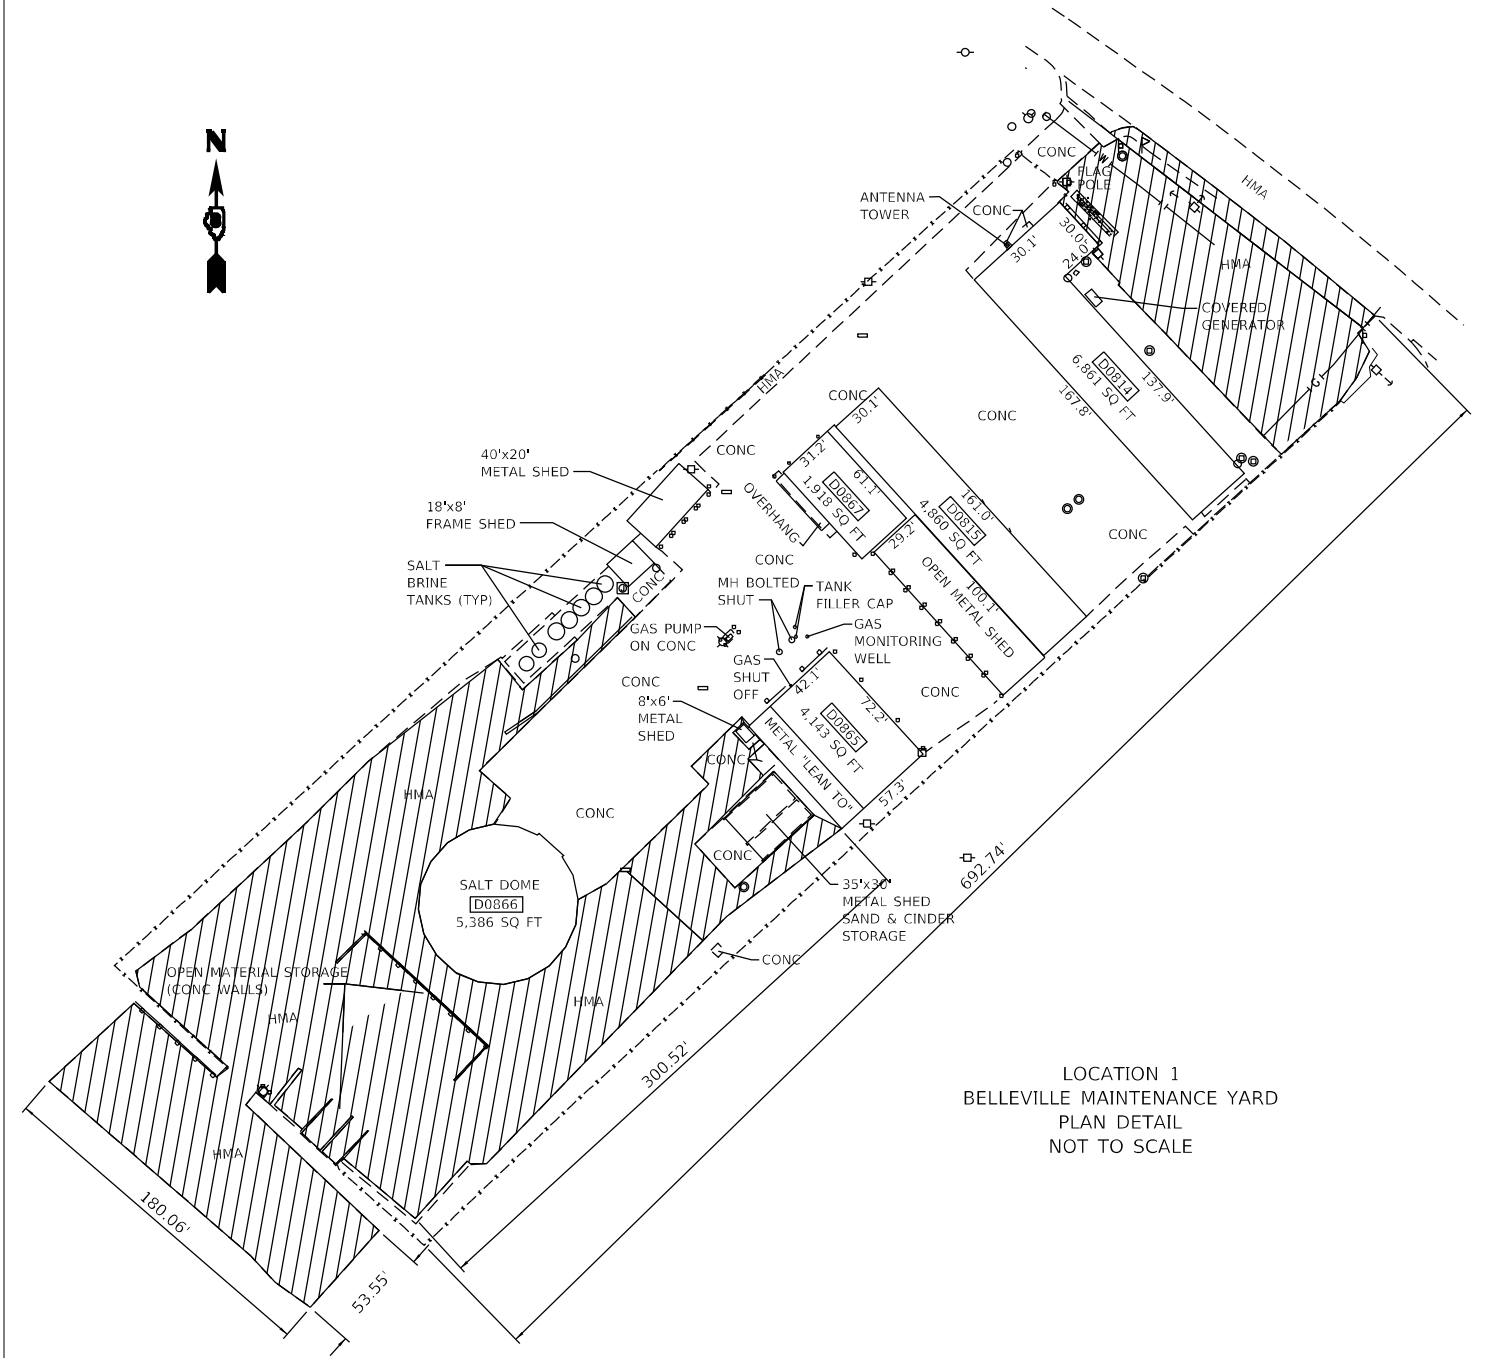 N
CONC
W
FLAG
POLE
HMA
ANTENNA
TOWER
CONC
30.0'
30.1'
24.0'
HMA
COVERED
GENERATOR
D0814
6,861 SQ FT
137.9'
167.8'
G
HMA
CONC
30.1'
CONC
40'x20'
METAL SHED
CONC
31.2'
61.1'
D0867
1,918 SQ FT
OVERHANG
161.0'
D0815
4,860 SQ FT
29.2'
18'x8'
FRAME SHED
CONC
CONC
SALT
BRINE
TANKS (TYP)
CONC
MH BOLTED
SHUT
TANK
FILLER CAP
100.1'
OPEN METAL SHED
GAS PUMP
ON CONC
GAS
MONITORING
WELL
GAS
SHUT
OFF
CONC
42.1'
72.2'
CONC
8'x6'
METAL
SHED
D0865
4,143 SQ FT
METAL "LEAN TO"
CONC
57.3'
HMA
CONC
CONC
692.74'
SALT DOME
D0866
5,386 SQ FT
35'x30'
METAL SHED
SAND & CINDER
STORAGE
CONC
OPEN MATERIAL STORAGE
(CONC WALLS)
HMA
HMA
300.52'
HMA
180.06'
53.55'
LOCATION 1
BELLEVILLE MAINTENANCE YARD
PLAN DETAIL
NOT TO SCALE